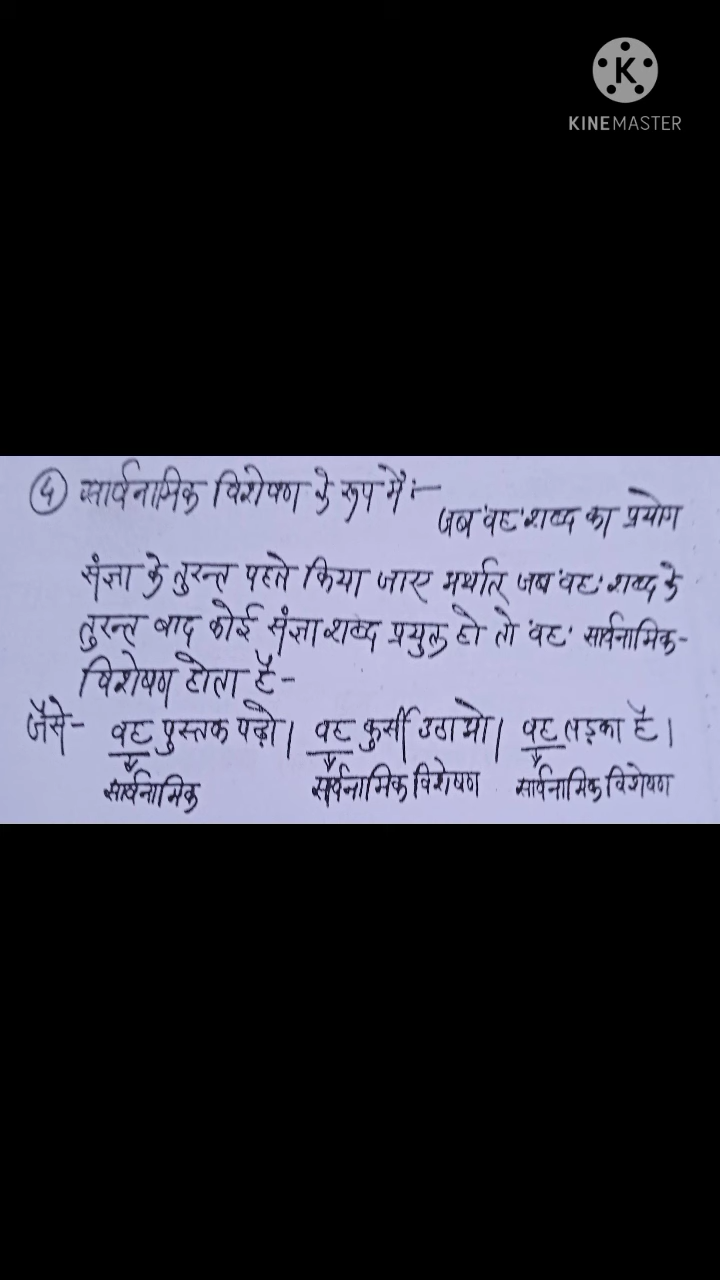 KINEMASTER
④ सार्वनामिक विशेषण के रूप में:-
जब 'वह' शब्द का प्रयोग
संज्ञा के तुरन्त पहले किया जाए अर्थात् जब 'वह' शब्द के
तुरन्त बाद कोई संज्ञा शब्द प्रयुक्त हो तो 'वह' सार्वनामिक-
विशेषण होता है-
जैसे- वह पुस्तक पढ़ो। वह कुर्सी उठाओ। वह लड़का है।
सार्वनामिक सार्वनामिक विशेषण सार्वनामिक विशेषण